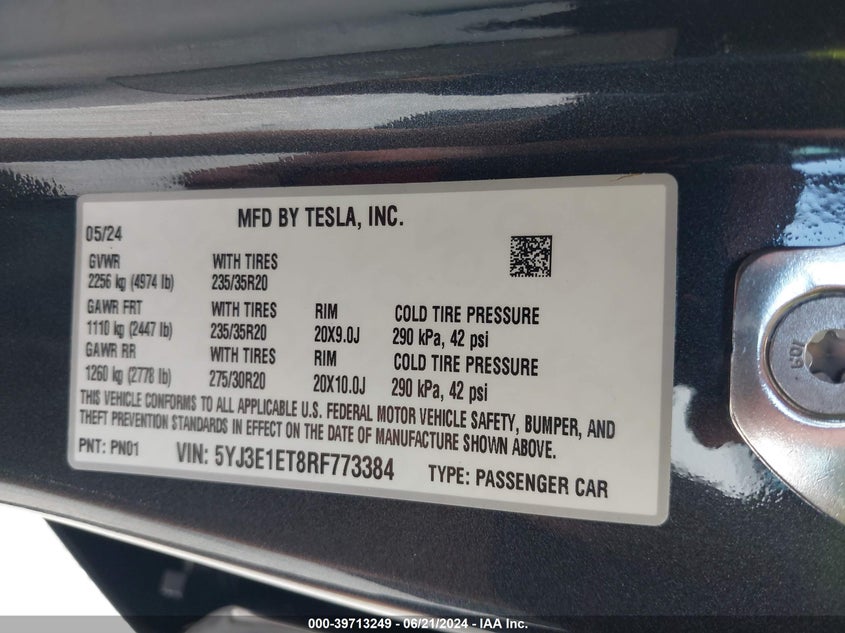 MFD BY TESLA, INC.
05/24
GVWR WITH TIRES
2256 kg (4974 lb) 235/35R20
GAWR FRT WITH TIRES RIM COLD TIRE PRESSURE
1110 kg (2447 lb) 235/35R20 20X9.0J 290 kPa, 42 psi
GAWR RR WITH TIRES RIM COLD TIRE PRESSURE
1260 kg (2778 lb) 275/30R20 20X10.0J 290 kPa, 42 psi
THIS VEHICLE CONFORMS TO ALL APPLICABLE U.S. FEDERAL MOTOR VEHICLE SAFETY, BUMPER, AND
THEFT PREVENTION STANDARDS IN EFFECT ON THE DATE OF MANUFACTURE SHOWN ABOVE.
PNT: PN01 VIN: 5YJ3E1ET8RF773384 TYPE: PASSENGER CAR
000-39713249 - 06/21/2024 - IAA Inc.